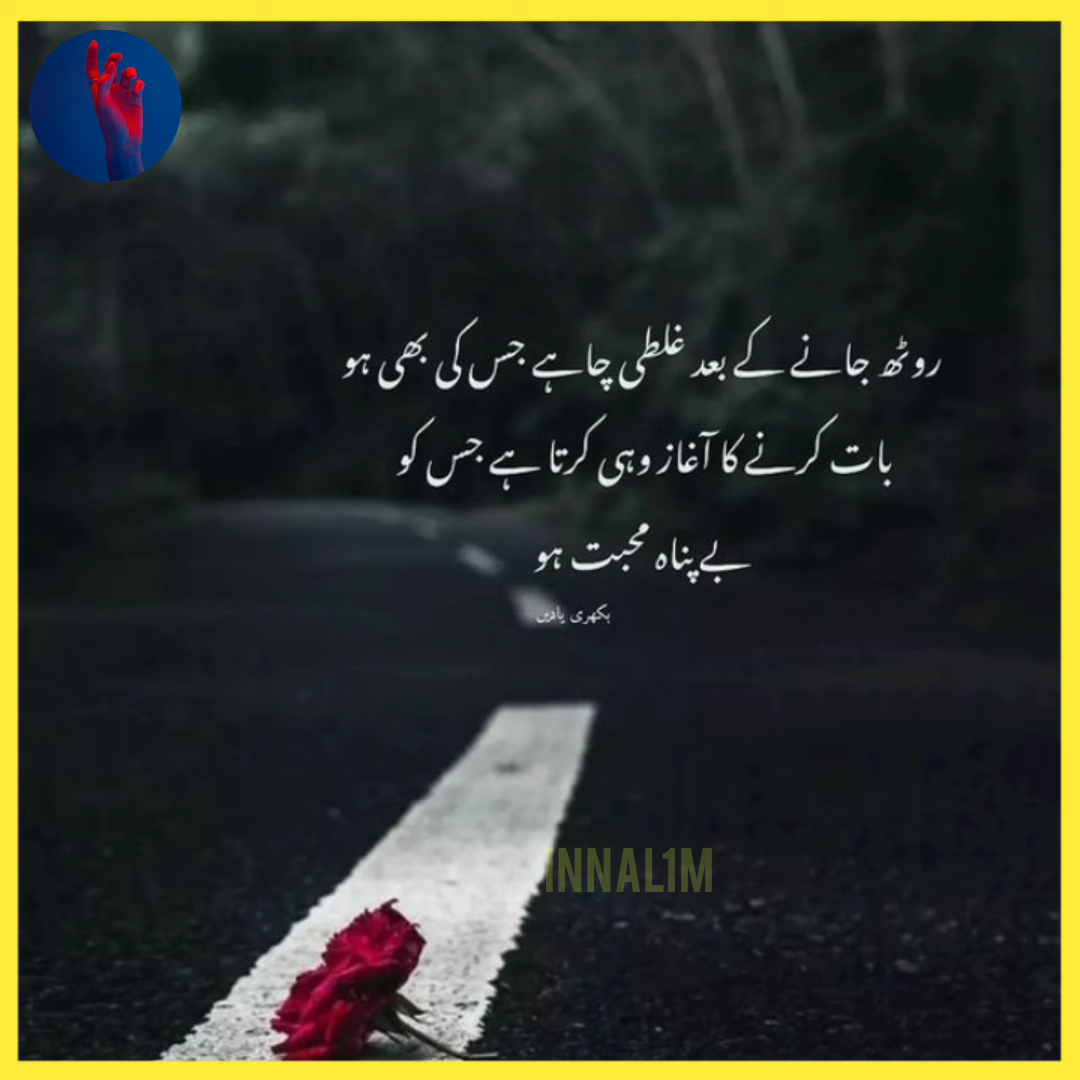 روٹھ جانے کے بعد غلطی چاہے جس کی بھی ہو
بات کرنے کا آغاز وہی کرتا ہے جس کو
بے پناہ محبت ہو
بکھری یادیں
INNAL1M